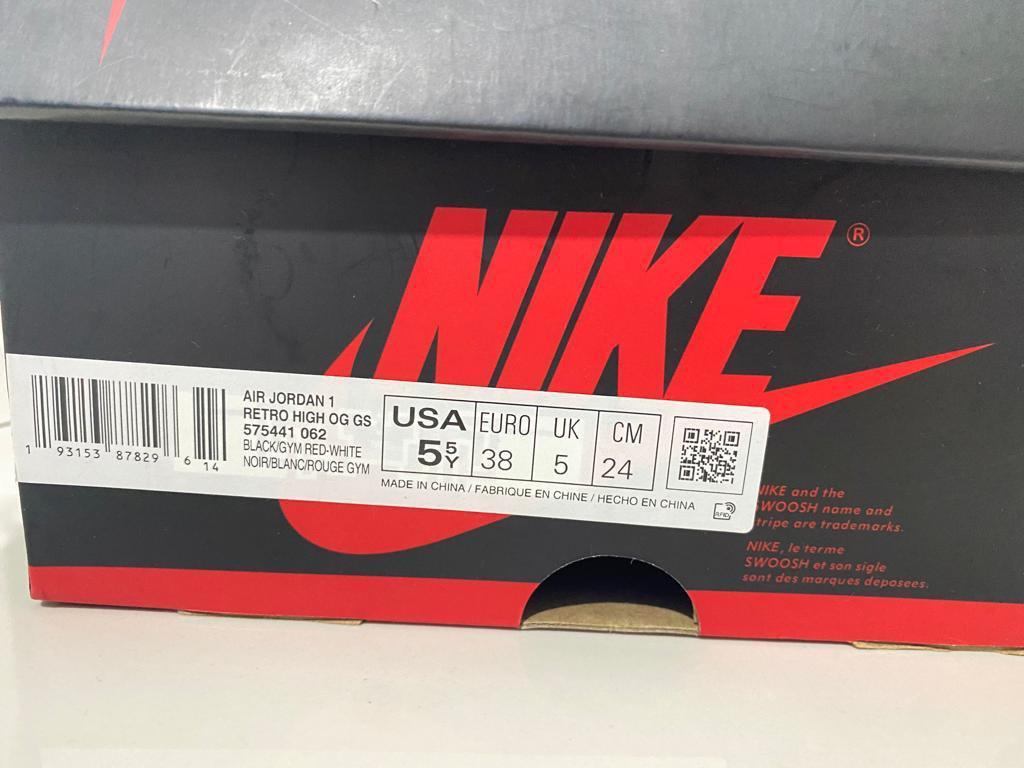 NIKE®
AIR JORDAN 1
RETRO HIGH OG GS
575441 062
BLACK/GYM RED-WHITE
NOIR/BLANC/ROUGE GYM
1 93153 87829 6 14
USA EURO UK CM
5 5 Y 38 5 24
MADE IN CHINA / FABRIQUE EN CHINE / HECHO EN CHINA
RFID
NIKE and the
SWOOSH name and
tripe are trademarks.
NIKE, le terme
SWOOSH et son sigle
sont des marques deposees.